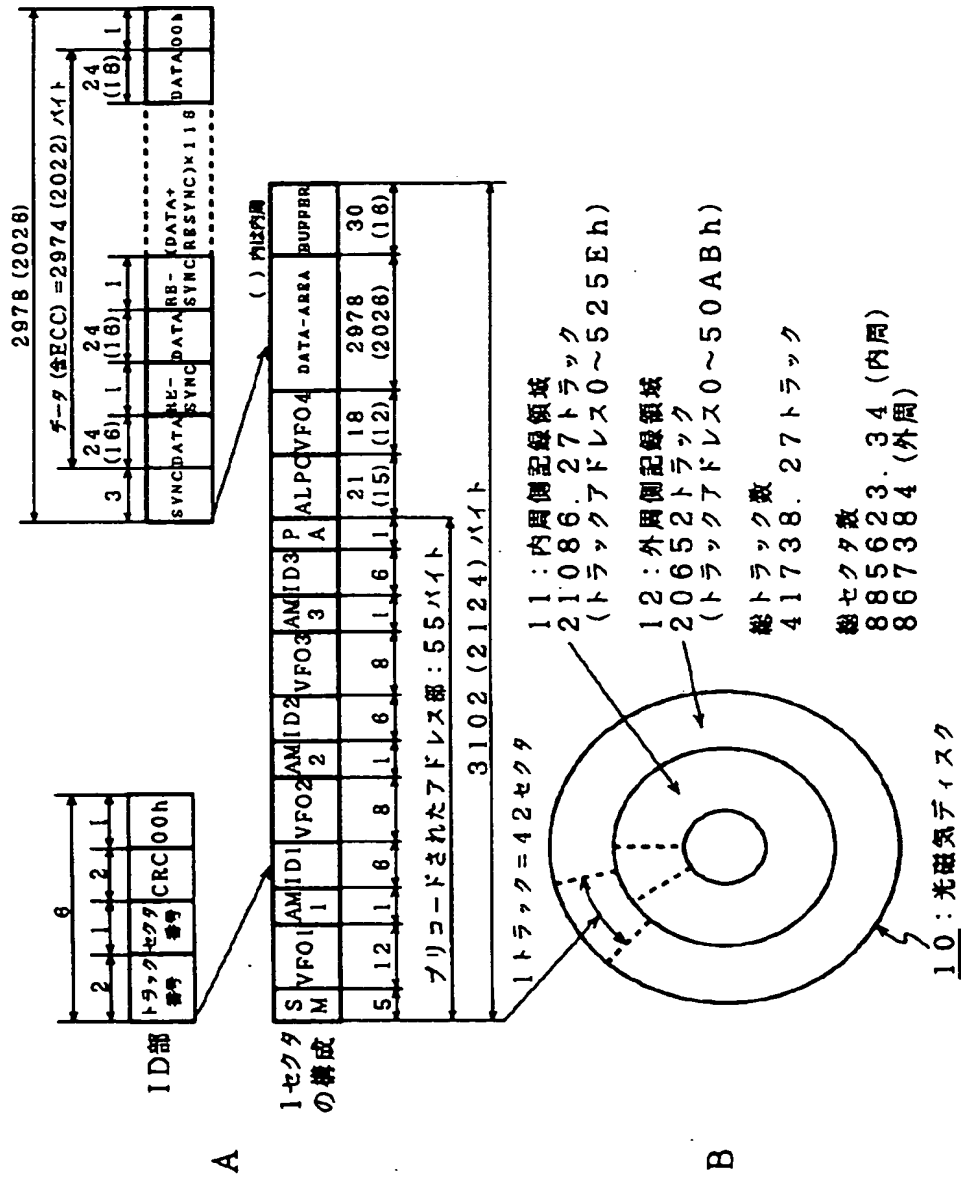 A
2978(2026)
データ(含ECC)=2974(2022)バイト
3
24
(16)
1
24
(16)
1
24
(18)
1
SYNC
DATA
RE-
SYNC
DATA
RB-
SYNC
(DATA+
RESYNC)×118
DATA
00h
6
2
1
2
1
トラック
番号
セクタ
番号
CRC
00h
ID部
( )内は内周
1セクタ
の構成
SM
VFO1
AM1
ID1
VFO2
AM2
ID2
VFO3
AM3
ID3
PA
ALPC
VFO4
DATA-AREA
BUFFBR
5
12
1
6
8
1
6
8
1
6
1
21
(15)
18
(12)
2978
(2026)
30
(16)
プリコードされたアドレス部:55バイト
3102(2124)バイト
B
1トラック=42セクタ
11:内周側記録領域
21086.27トラック
(トラックアドレス0~525Eh)
12:外周側記録領域
20652トラック
(トラックアドレス0~50ABh)
総トラック数
41738.27トラック
総セクタ数
885623.34(内周)
867384(外周)
10:光磁気ディスク